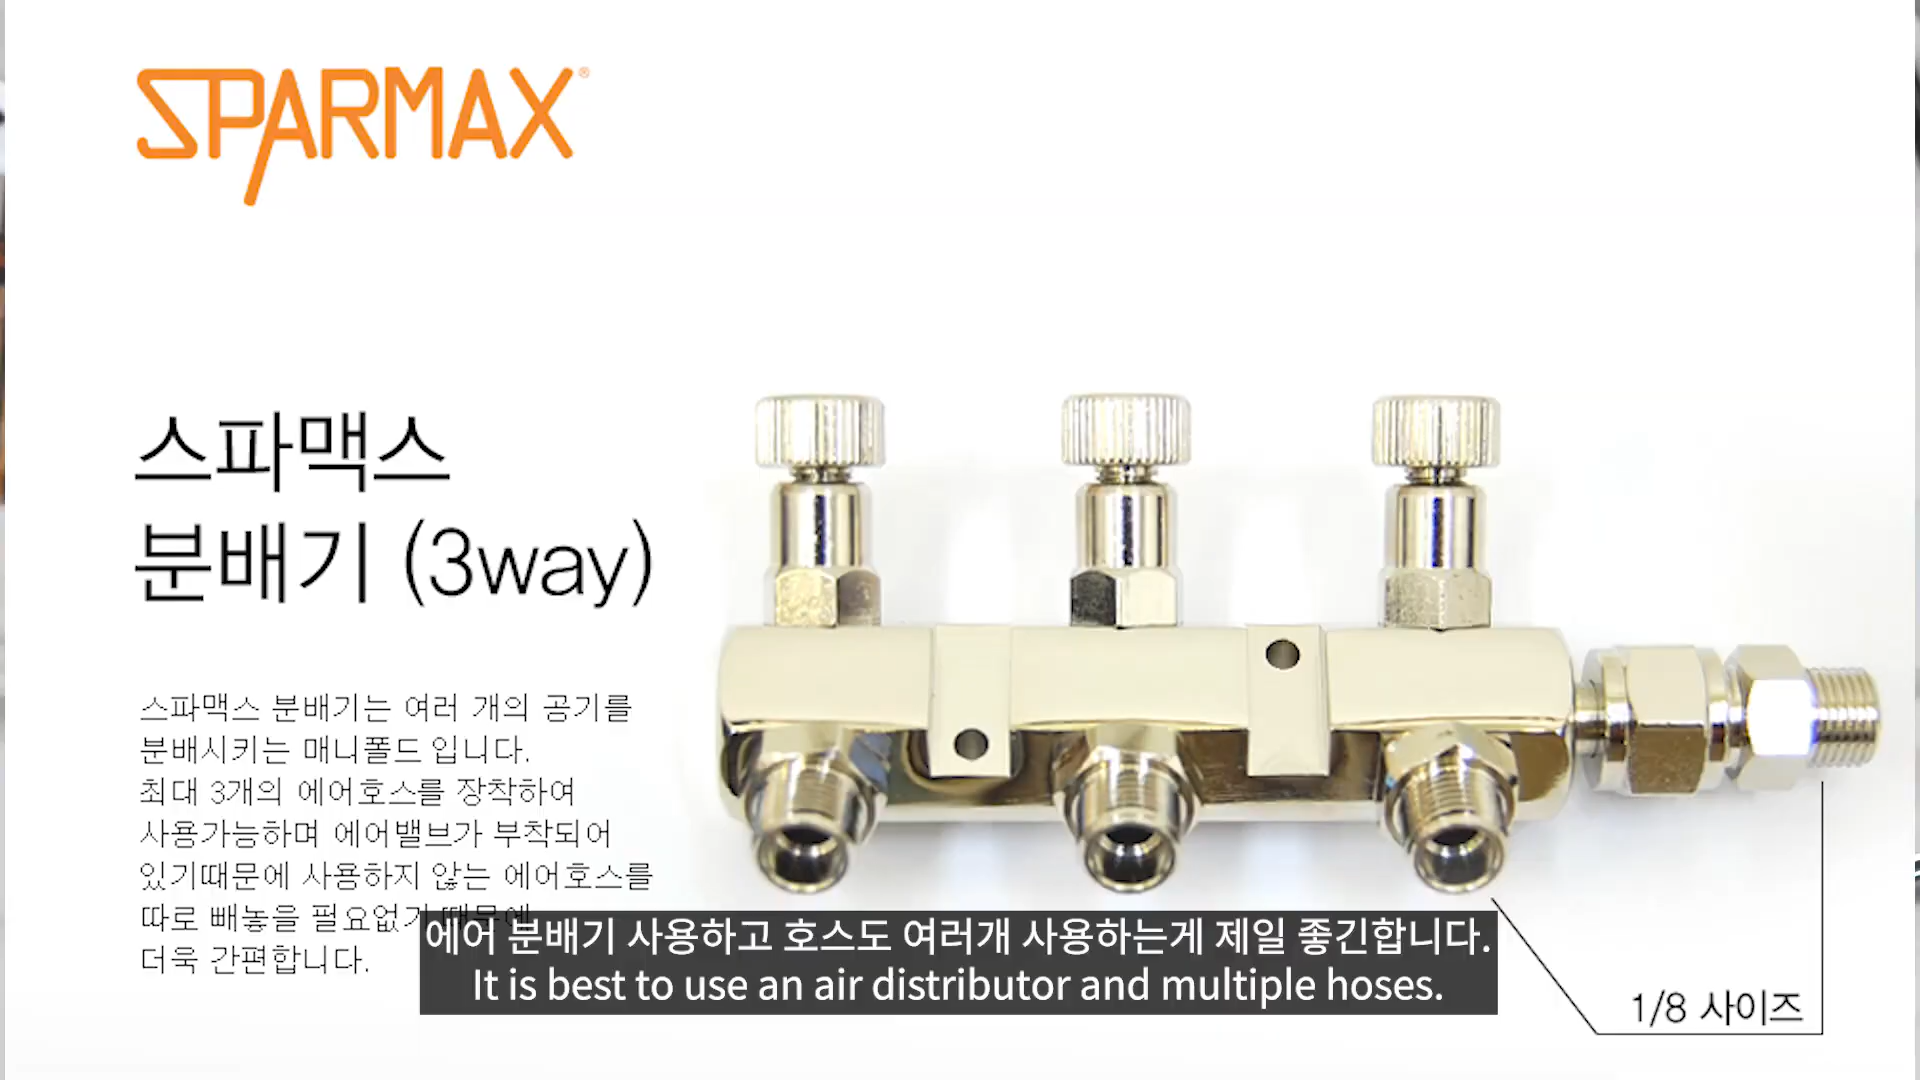 SPARMAX®
스파맥스
분배기 (3way)
스파맥스 분배기는 여러 개의 공기를
분배시키는 매니폴드 입니다.
최대 3개의 에어호스를 장착하여
사용가능하며 에어밸브가 부착되어
있기때문에 사용하지 않는 에어호스를
따로 빼놓을 필요없기 때문에
더욱 간편합니다.
에어 분배기 사용하고 호스도 여러개 사용하는게 제일 좋긴합니다.
It is best to use an air distributor and multiple hoses.
1/8 사이즈